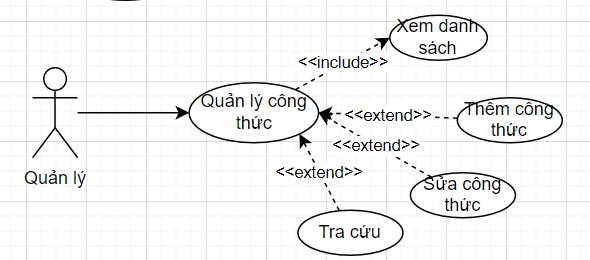 Xem danh
sách
<<include>>
Quản lý công
thức
<<extend>>
Thêm công
thức
<<extend>>
<<extend>>
Quản lý
Sửa công
thức
Tra cứu